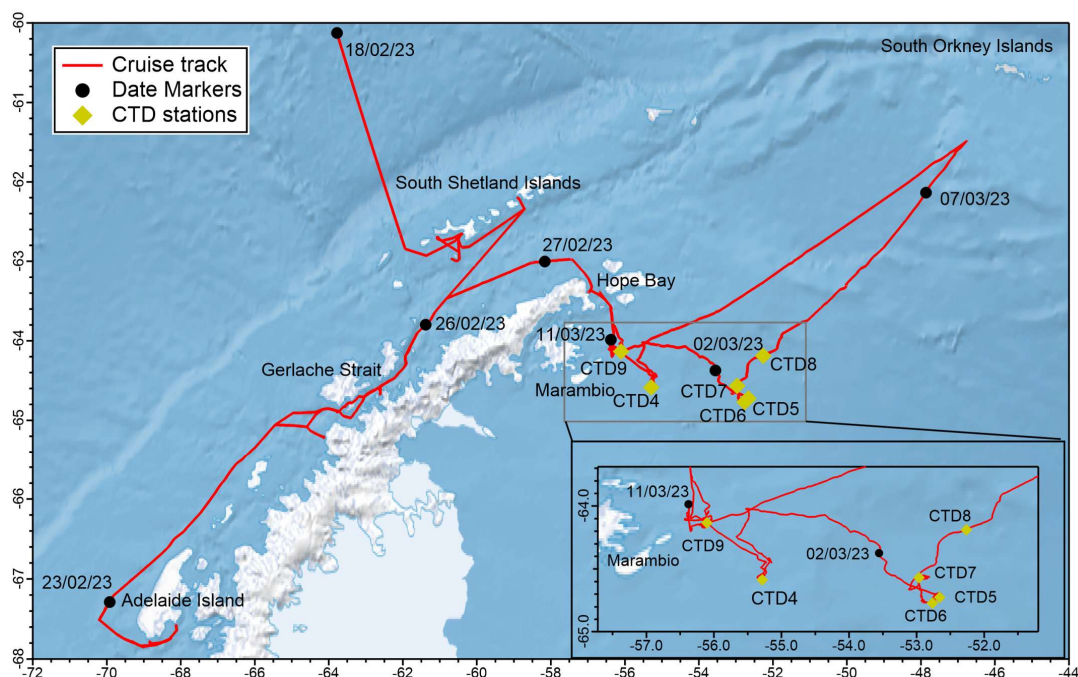 -60
-61
-62
-63
-64
-65
-66
-67
-68
-72
-70
-68
-66
-64
-62
-60
-58
-56
-54
-52
-50
-48
-46
-44
Cruise track
Date Markers
CTD stations
18/02/23
South Orkney Islands
South Shetland Islands
07/03/23
27/02/23
Hope Bay
26/02/23
11/03/23
02/03/23
CTD8
CTD9
Gerlache Strait
Marambio
CTD7
CTD4
CTD5
CTD6
23/02/23
Adelaide Island
11/03/23
-64.0
CTD8
CTD9
02/03/23
Marambio
CTD7
CTD4
CTD5
CTD6
-65.0
-57.0
-56.0
-55.0
-54.0
-53.0
-52.0